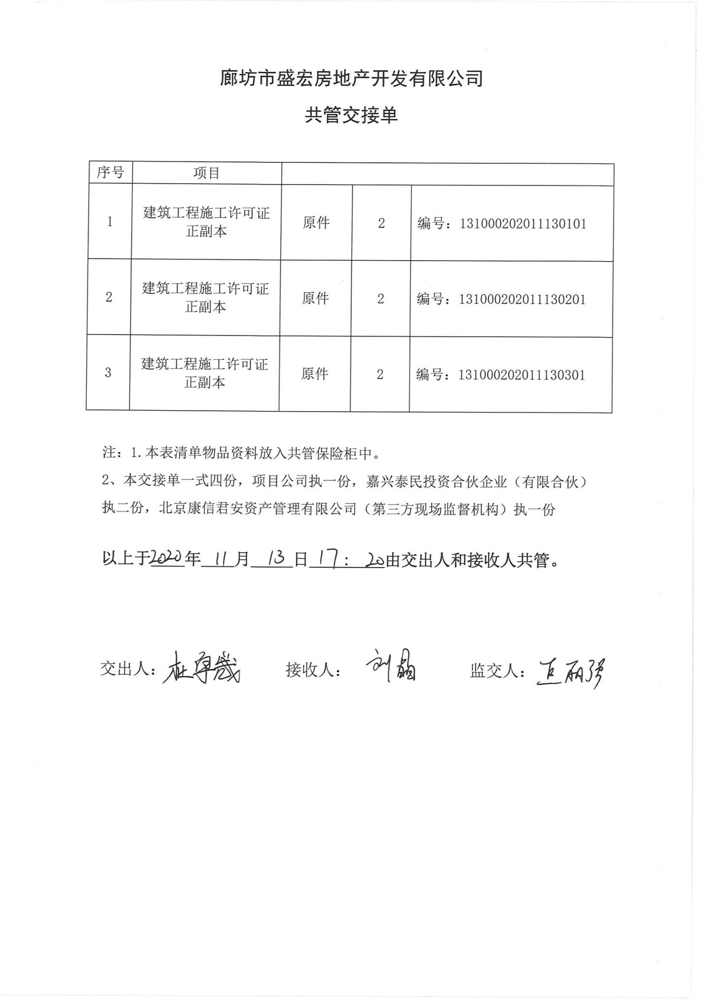 廊坊市盛宏房地产开发有限公司
共管交接单
序号 项目
1 建筑工程施工许可证 原件 2 编号：131000202011130101
正副本
2 建筑工程施工许可证 原件 2 编号：131000202011130201
正副本
3 建筑工程施工许可证 原件 2 编号：131000202011130301
正副本
注：1.本表清单物品资料放入共管保险柜中。
2、本交接单一式四份，项目公司执一份，嘉兴泰民投资合伙企业（有限合伙）
执二份，北京康信君安资产管理有限公司（第三方现场监督机构）执一份
以上于2020年 11月 13日 17： 20由交出人和接收人共管。
交出人： 接收人：刘晶 监交人：